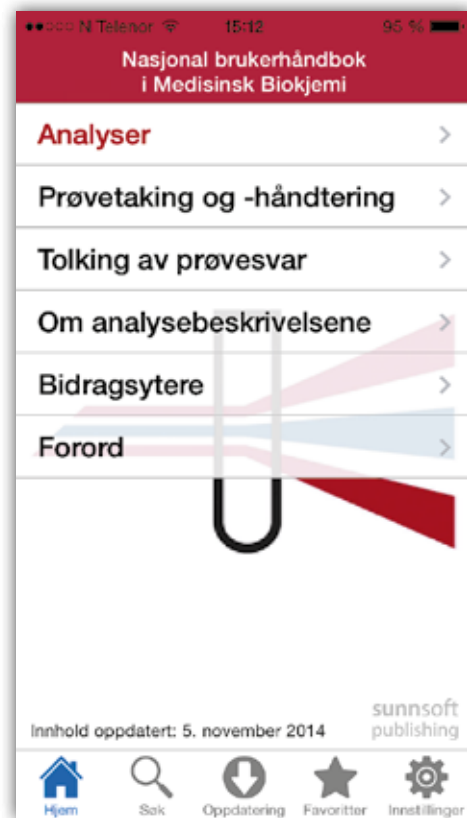 N Telenor 15:12 95 %
Nasjonal brukerhåndbok
i Medisinsk Biokjemi
Analyser
Prøvetaking og -håndtering
Tolking av prøvesvar
Om analysebeskrivelsene
Bidragsytere
Forord
sunnsoft
publishing
Innhold oppdatert: 5. november 2014
Hjem Søk Oppdatering Favoritter Innstillinger